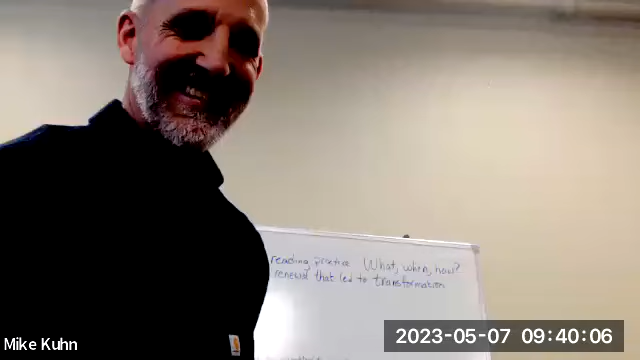 reading, practice What, when, how?
renewal that led to transformation
2023-05-07 09:40:06
Mike Kuhn